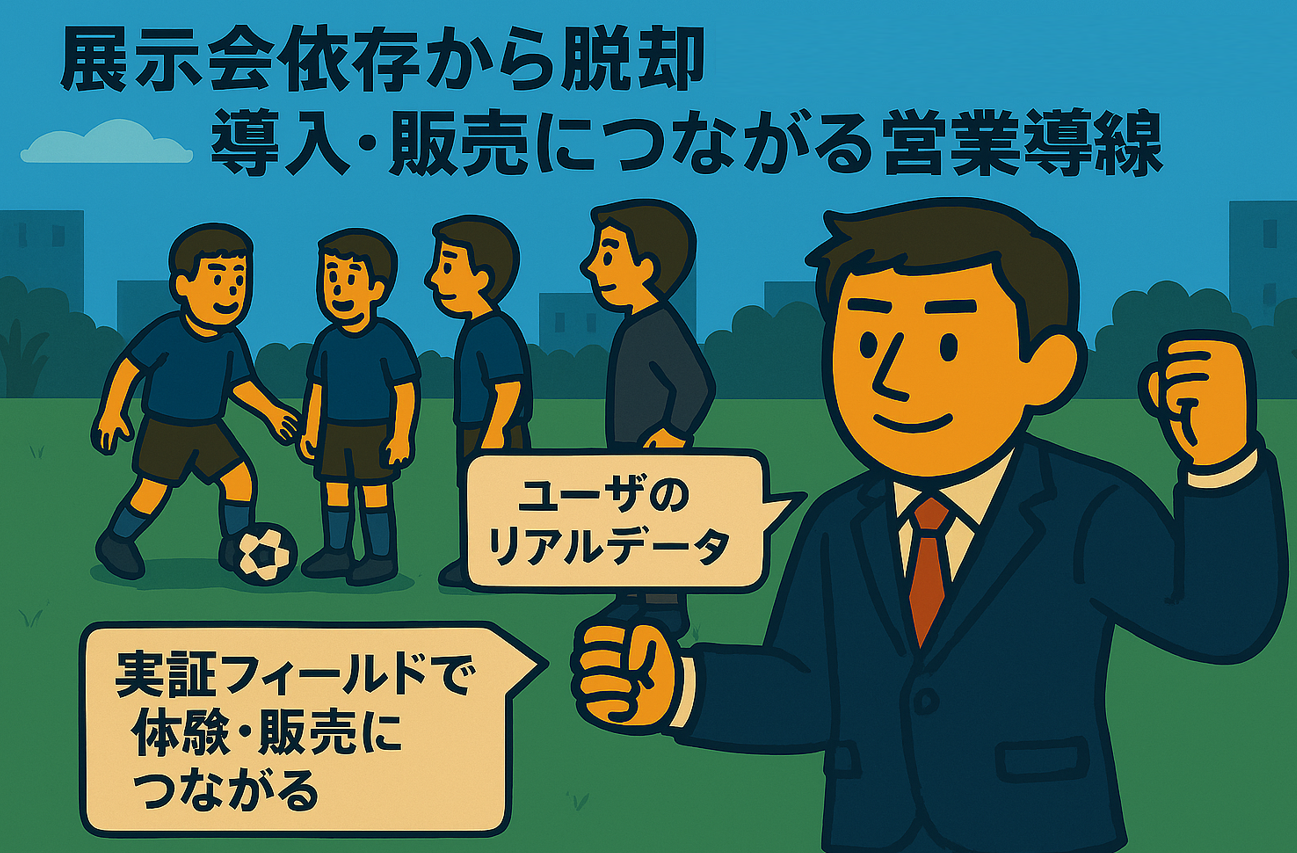 展示会依存から脱却
導入・販売につながる営業導線
ユーザの
リアルデータ
実証フィールドで
体験・販売に
つながる